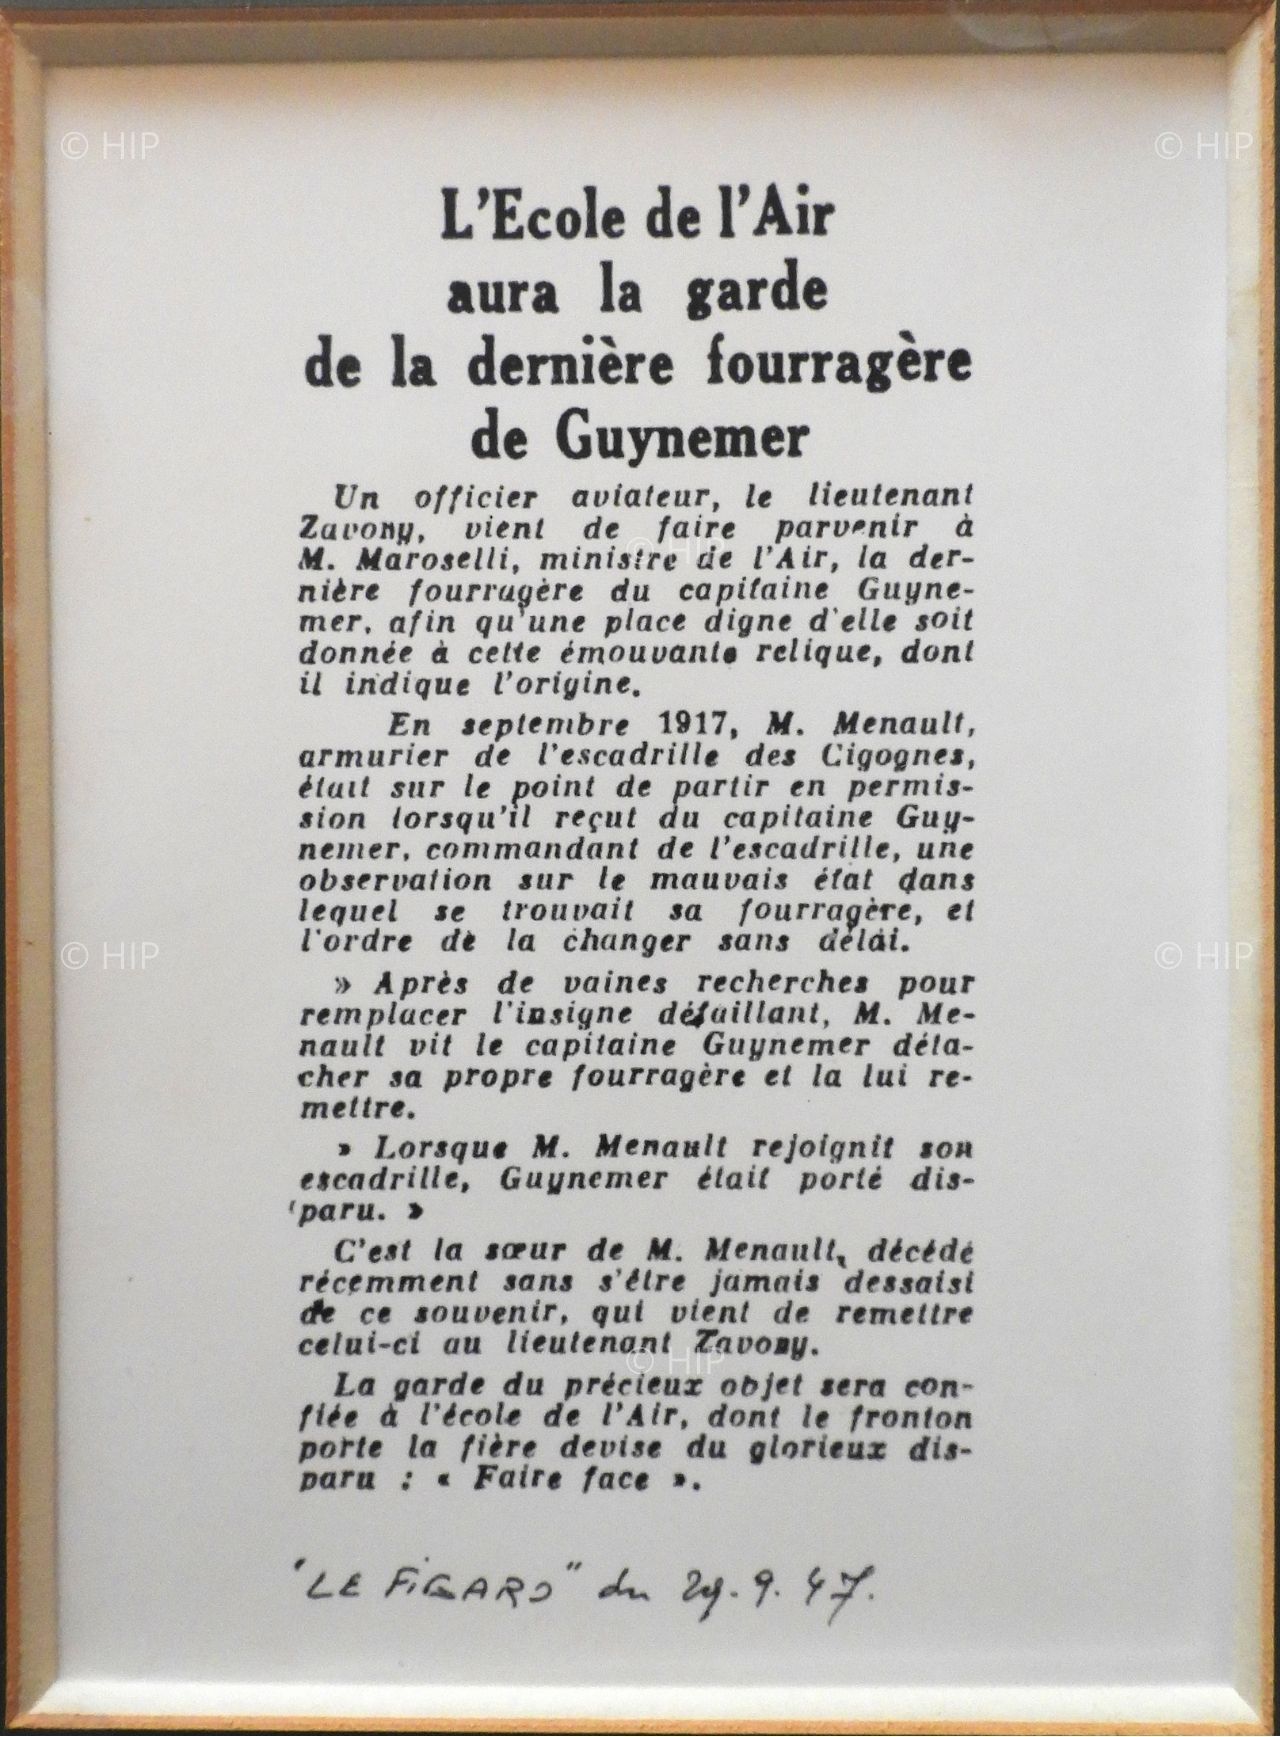 © HIP
© HIP
L'Ecole de l'Air
aura la garde
de la dernière fourragère
de Guynemer
Un officier aviateur, le lieutenant
Zavony, vient de faire parvenir à
M. Maroselli, ministre de l'Air, la der-
nière fourragère du capitaine Guyne-
mer, afin qu'une place digne d'elle soit
donnée à cette émouvante relique, dont
il indique l'origine.
En septembre 1917, M. Menault,
armurier de l'escadrille des Cigognes,
était sur le point de partir en permis-
sion lorsqu'il reçut du capitaine Guy-
nemer, commandant de l'escadrille, une
observation sur le mauvais état dans
lequel se trouvait sa fourragère, et
l'ordre de la changer sans délai.
© HIP
© HIP
» Après de vaines recherches pour
remplacer l'insigne défaillant, M. Me-
nault vit le capitaine Guynemer déta-
cher sa propre fourragère et la lui re-
mettre.
» Lorsque M. Menault rejoignit son
escadrille, Guynemer était porté dis-
paru. »
C'est la sœur de M. Menault, décédé
récemment sans s'être jamais dessaisi
de ce souvenir, qui vient de remettre
celui-ci au lieutenant Zavony.
© HIP
La garde du précieux objet sera con-
fiée à l'école de l'Air, dont le fronton
porte la fière devise du glorieux dis-
paru : « Faire face ».
"LE FIGARO" du 29.9.47.